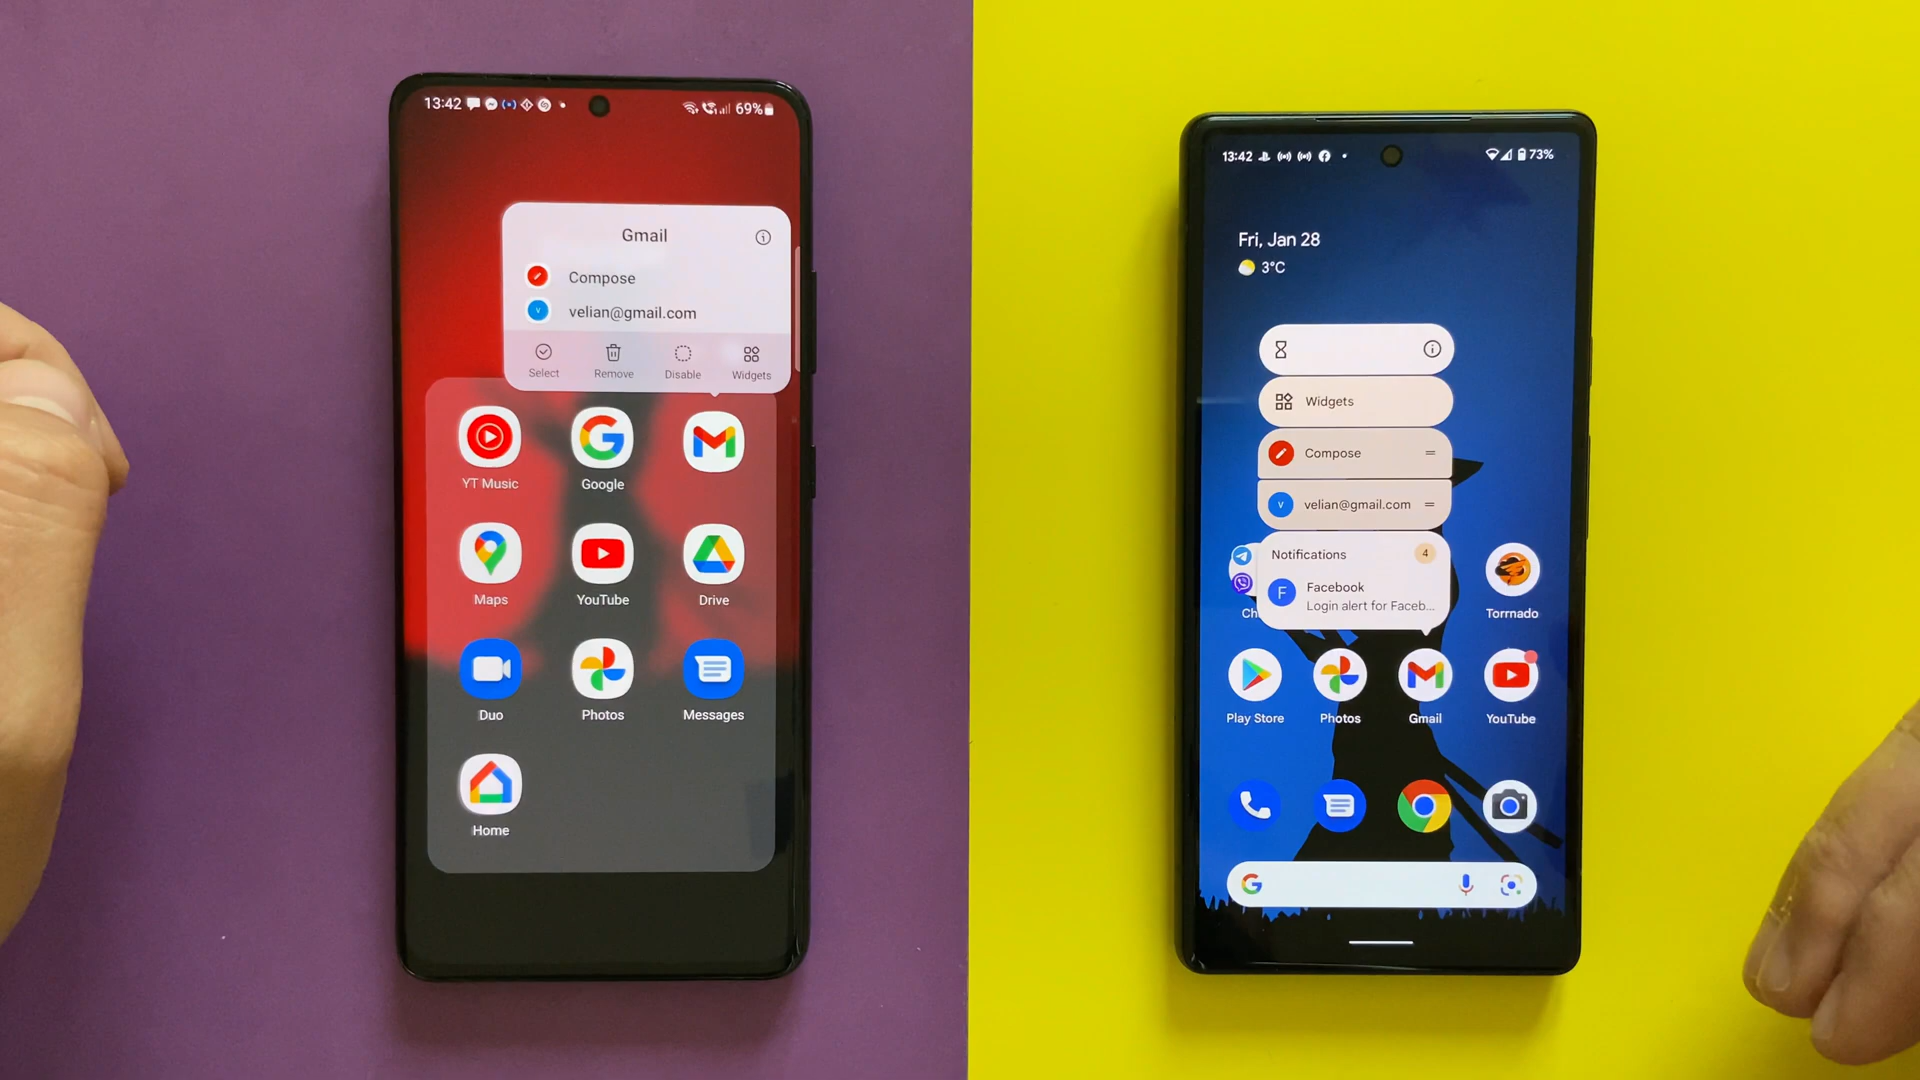 13:42
69%
Gmail
Compose
velian@gmail.com
Select Remove Disable Widgets
YT Music Google
Maps YouTube Drive
Duo Photos Messages
Home
13:42
73%
Fri, Jan 28
3°C
Widgets
Compose
velian@gmail.com
Notifications 4
F Facebook
Login alert for Faceb...
Ch
Torrnado
Play Store Photos Gmail YouTube